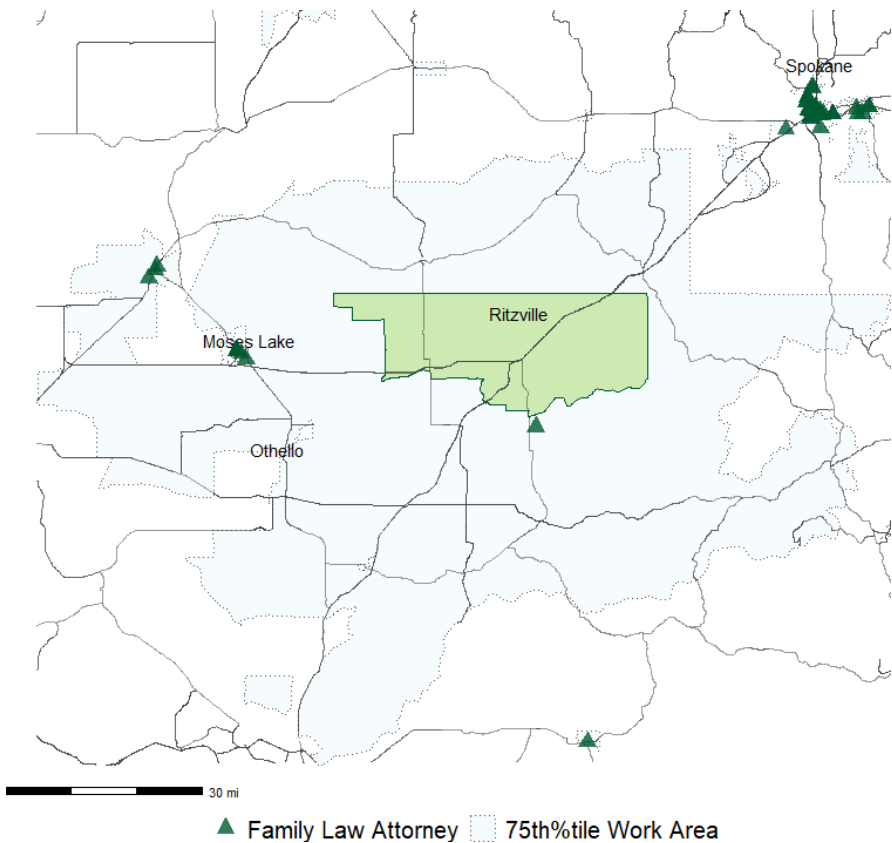 Spokane
Ritzville
Moses Lake
Othello
30 mi
Family Law Attorney
75th%tile Work Area